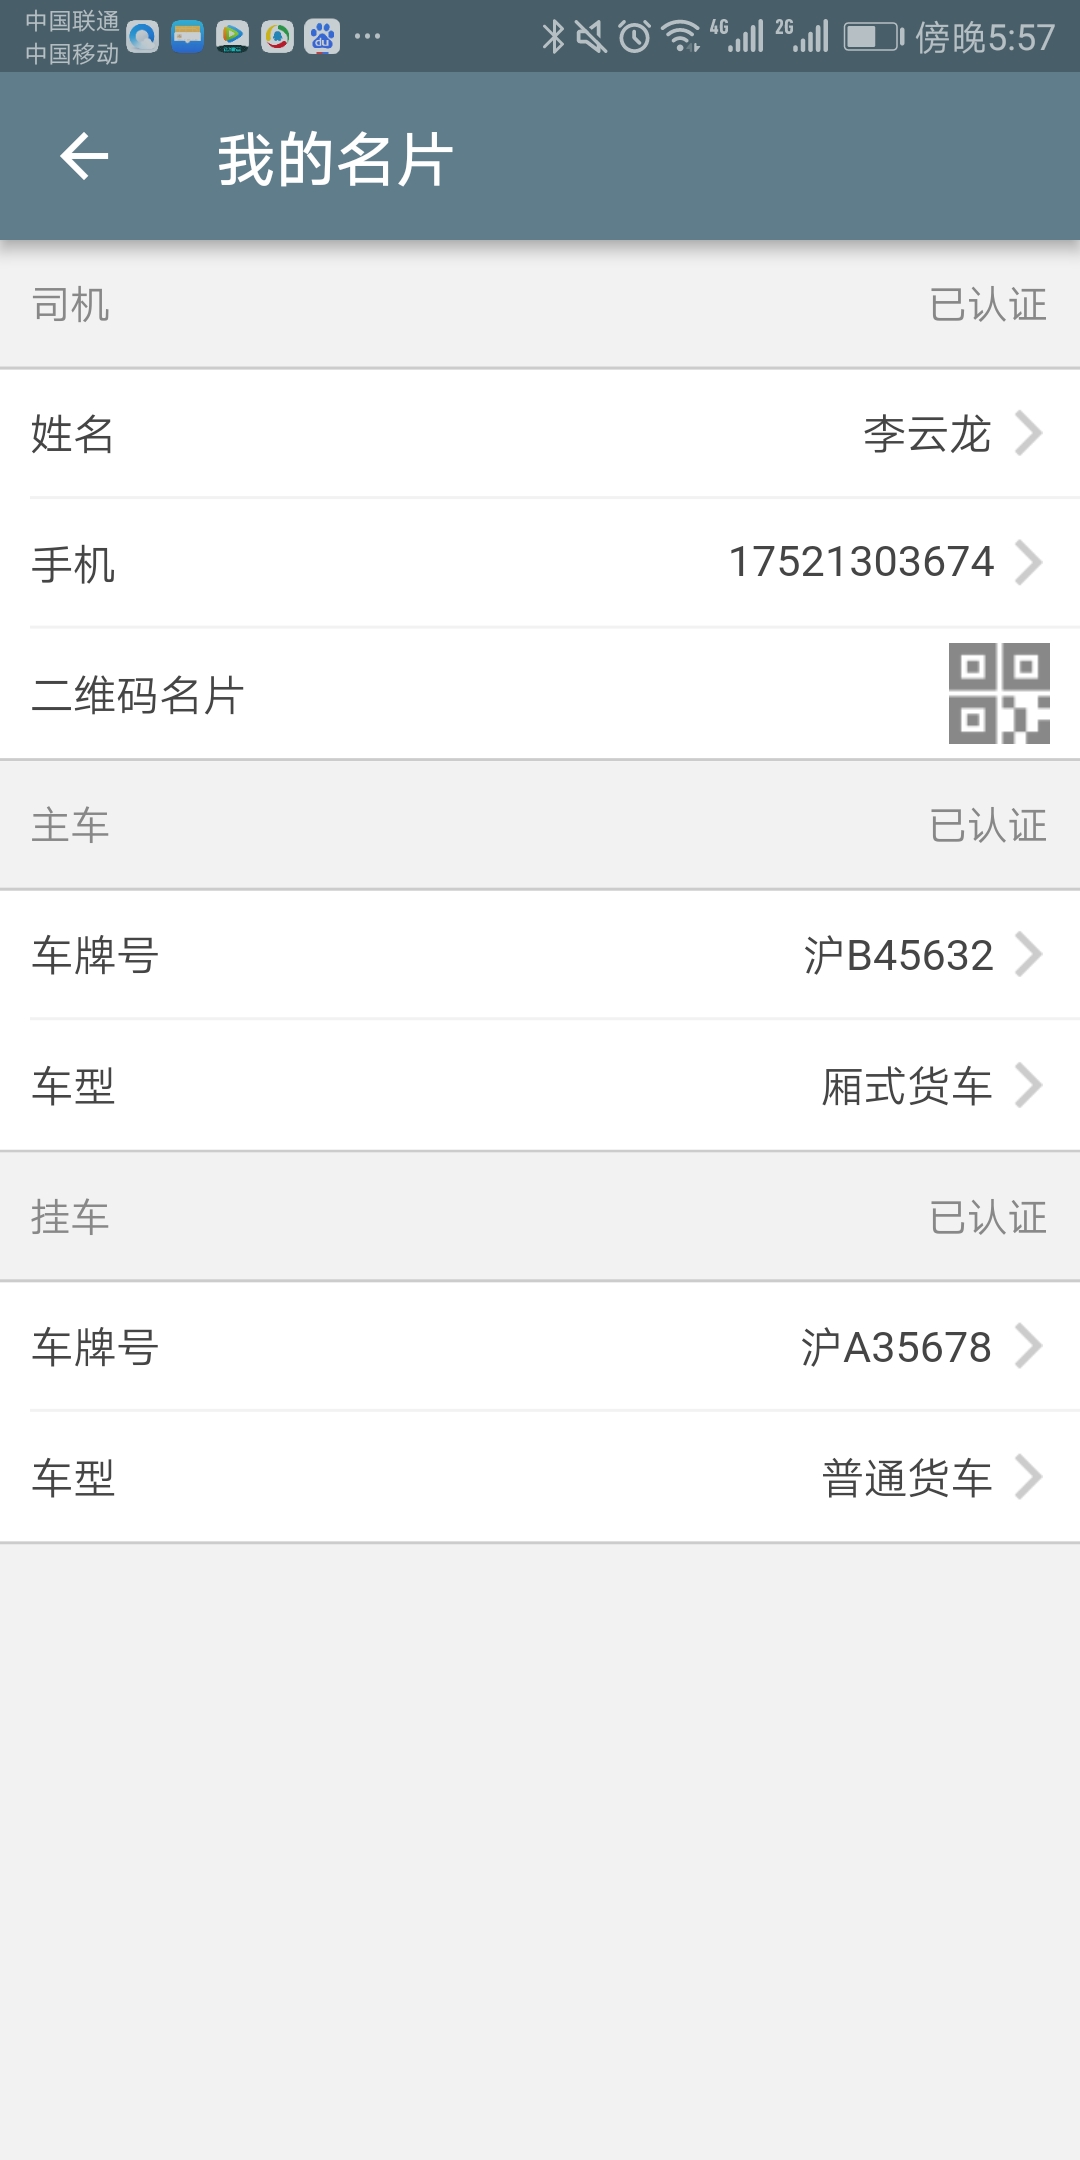 中国联通
中国移动
4G
2G
傍晚5:57
我的名片
司机 已认证
姓名 李云龙
手机 17521303674
二维码名片
主车 已认证
车牌号 沪B45632
车型 厢式货车
挂车 已认证
车牌号 沪A35678
车型 普通货车